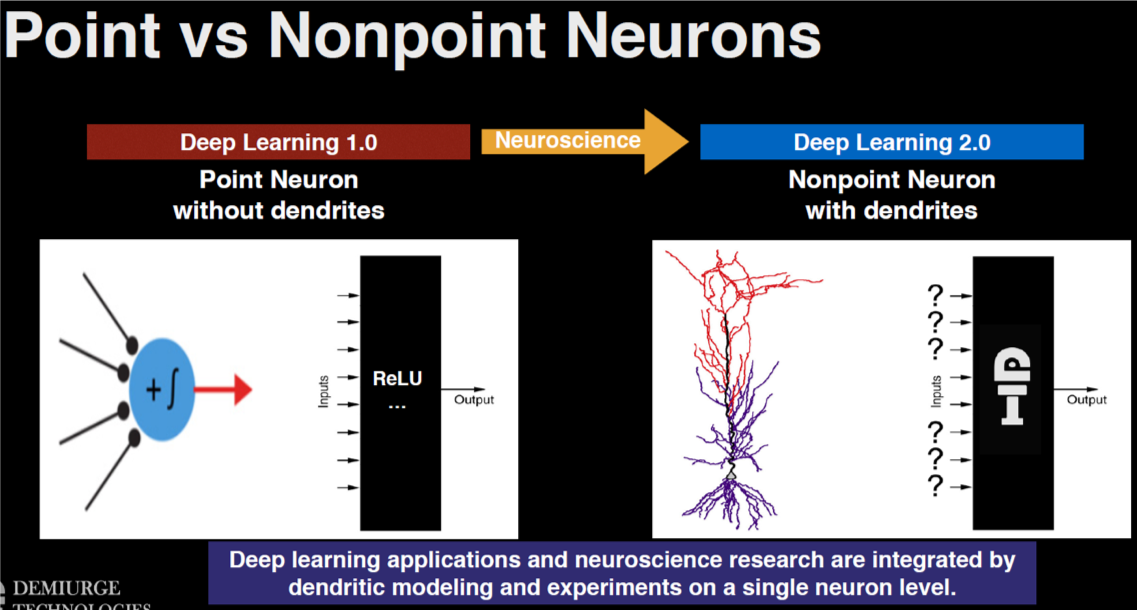 Point vs Nonpoint Neurons
Deep Learning 1.0
Neuroscience
Deep Learning 2.0
Point Neuron
without dendrites
Nonpoint Neuron
with dendrites
+∫
Inputs
ReLU
...
Output
?
?
?
Inputs
?
?
?
Output
Deep learning applications and neuroscience research are integrated by
dendritic modeling and experiments on a single neuron level.
DEMIURGE
TECHNOLOGIES